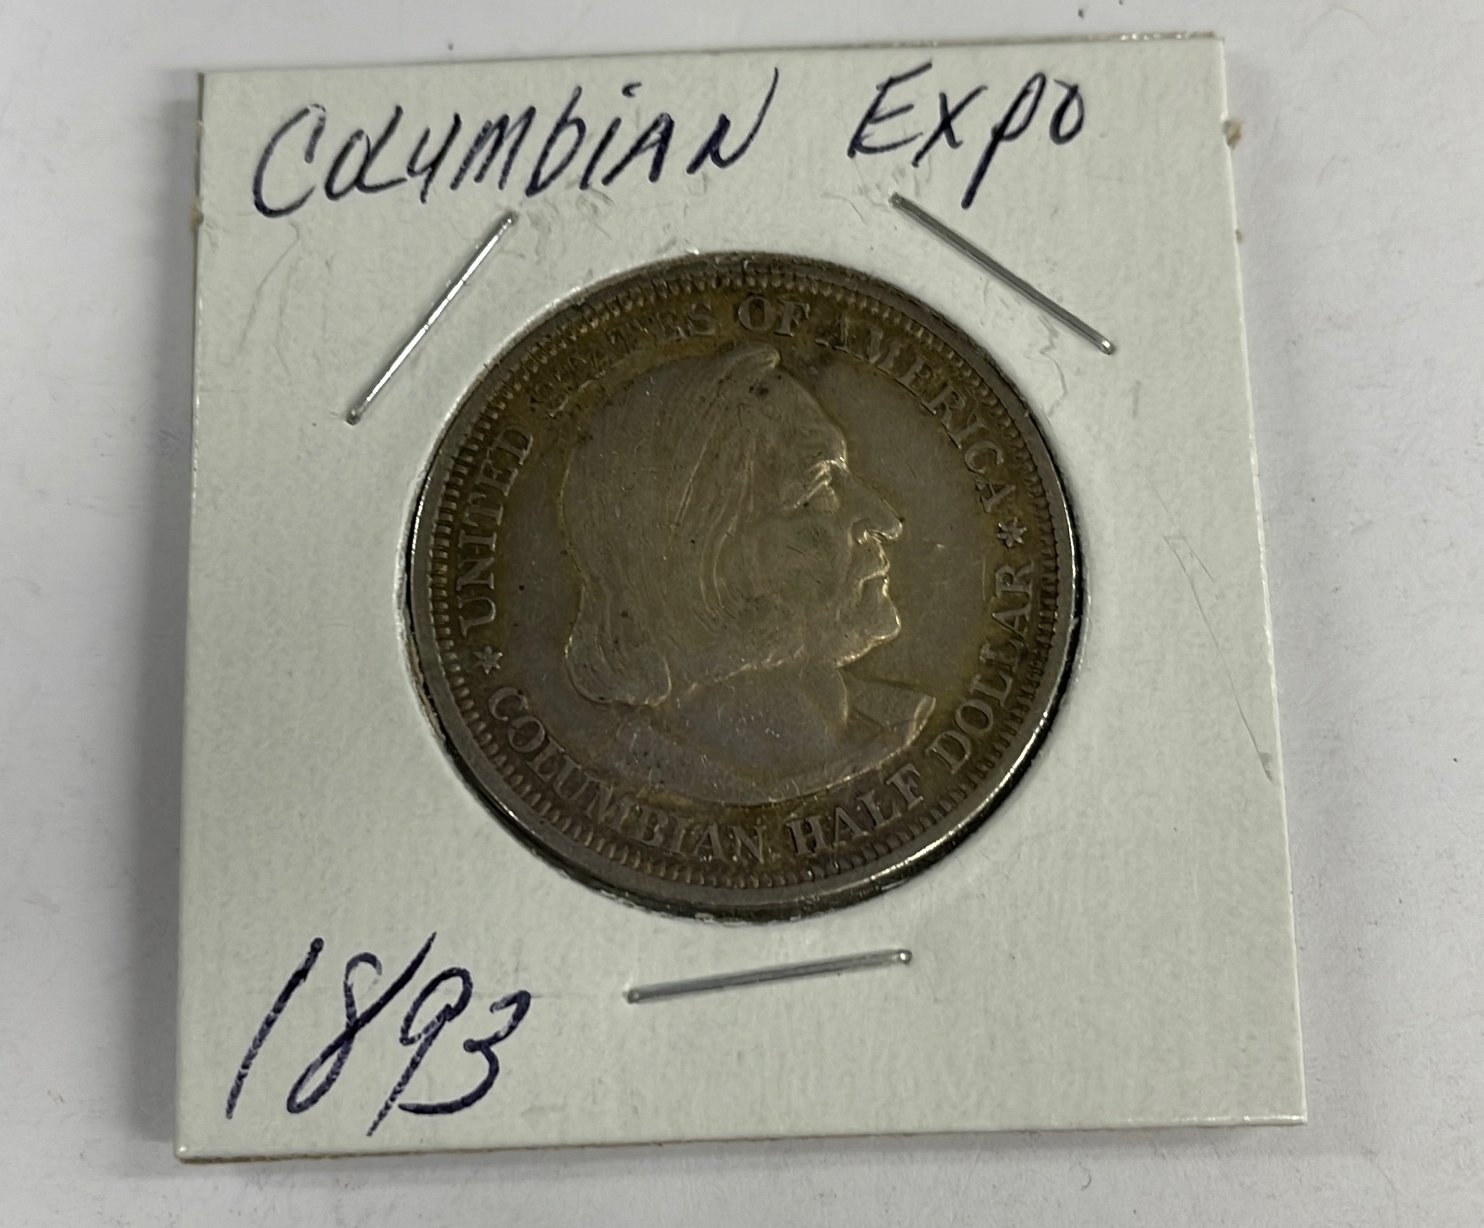 Columbian Expo
UNITED STATES OF AMERICA
* COLUMBIAN HALF DOLLAR *
1893